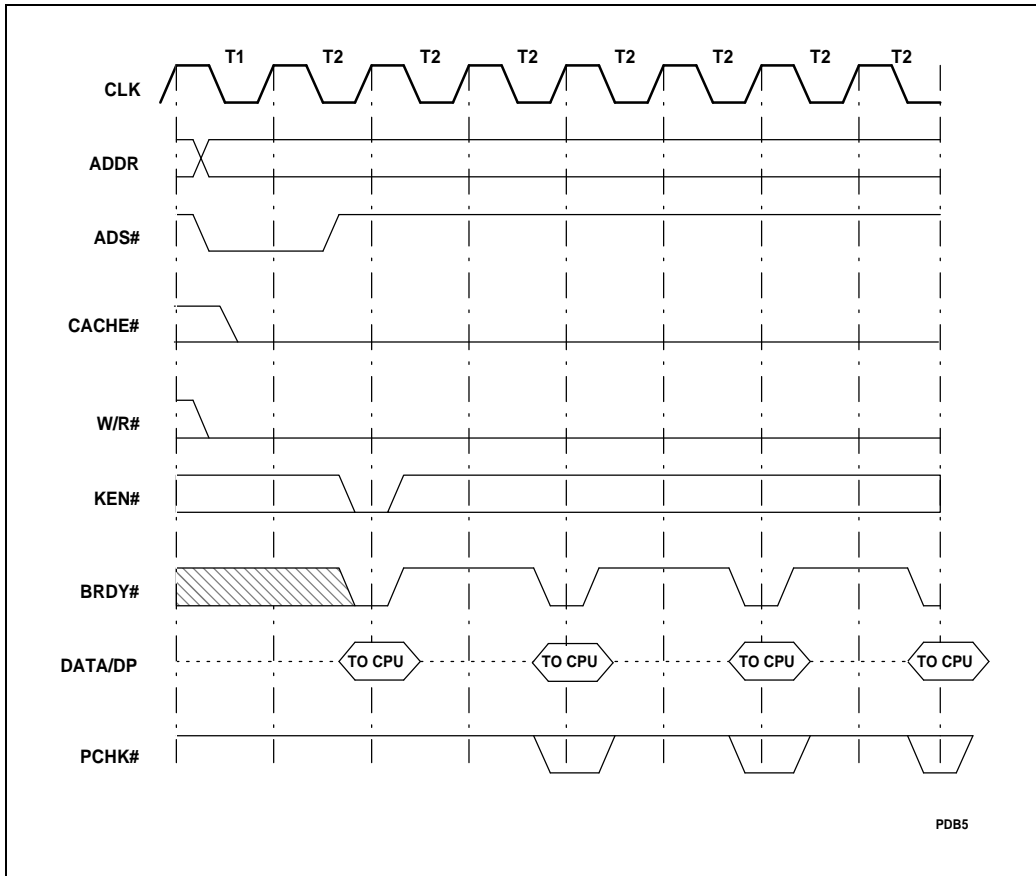 T1 T2 T2 T2 T2 T2 T2 T2
CLK
ADDR
ADS#
CACHE#
W/R#
KEN#
BRDY#
DATA/DP TO CPU TO CPU TO CPU TO CPU
PCHK#
PDB5